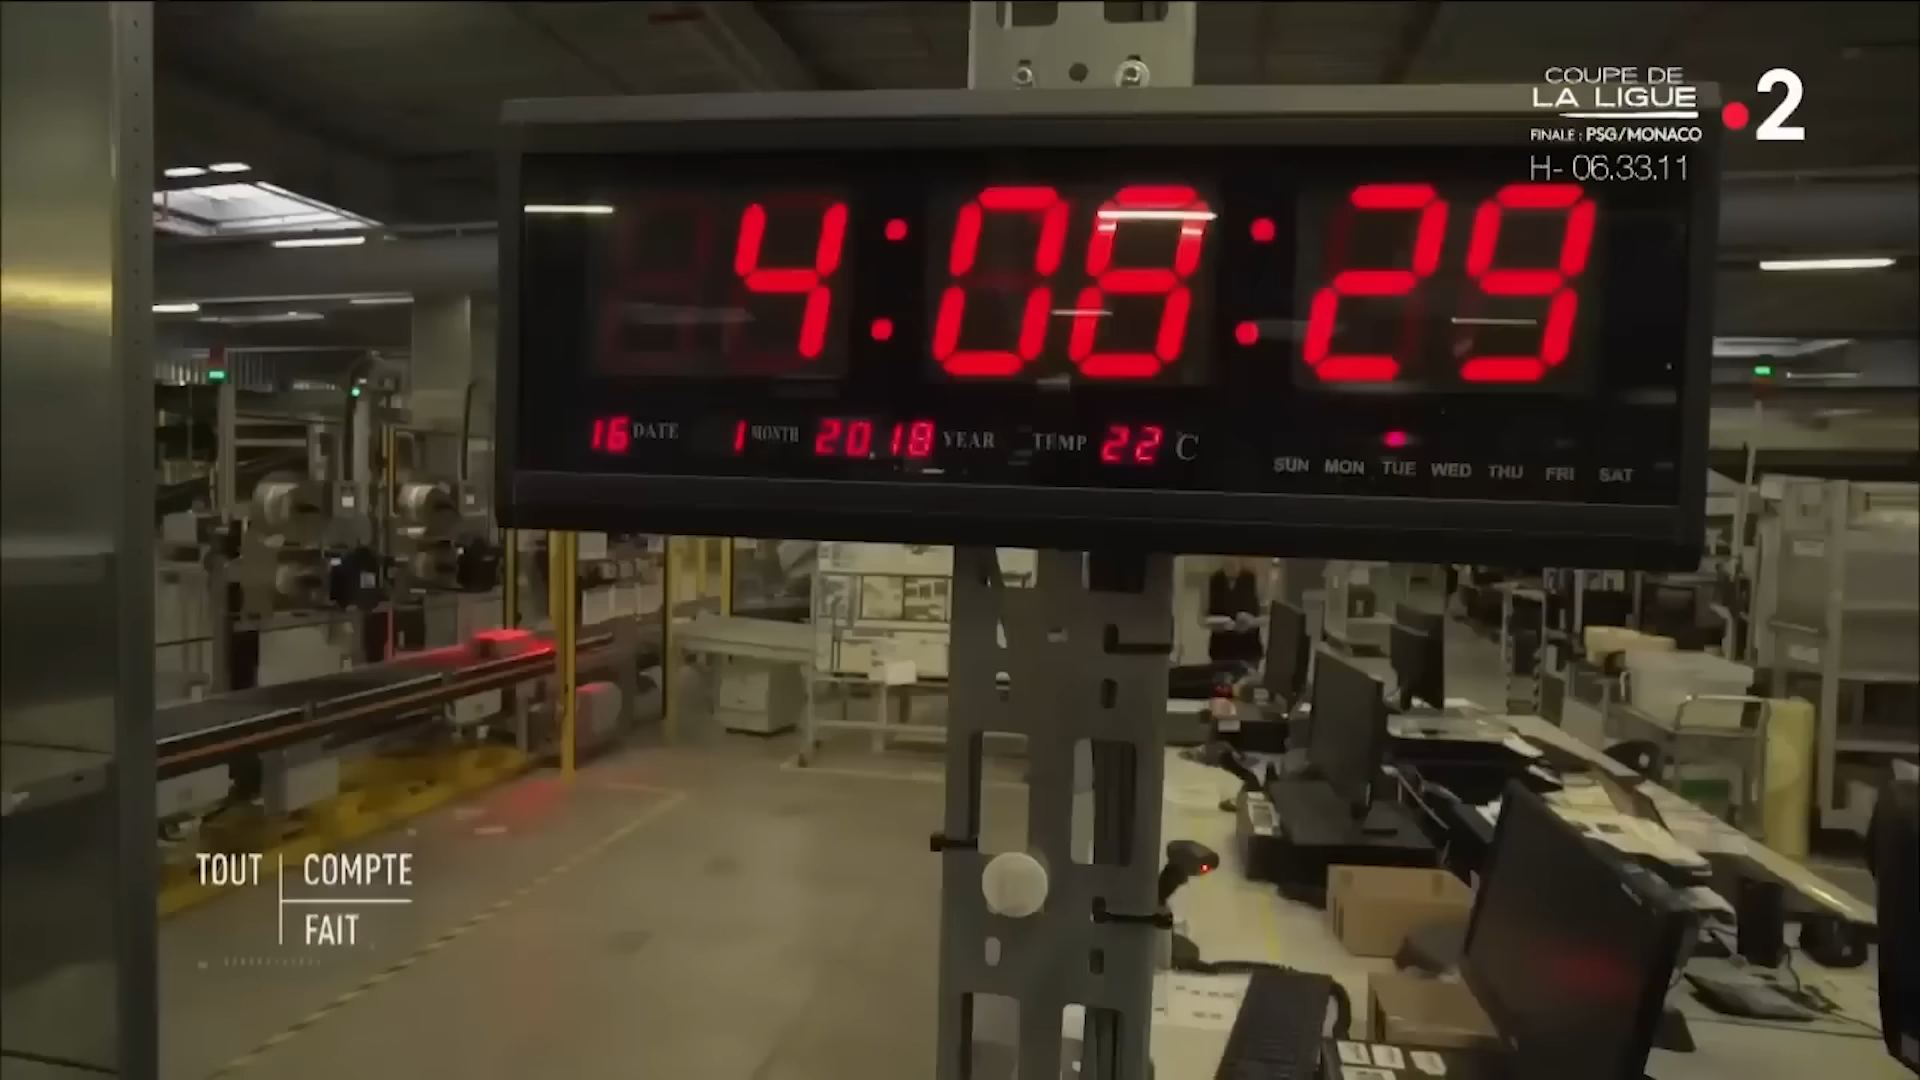 COUPE DE
LA LIGUE
FINALE : PSG/MONACO
H- 06.33.11
2
4:08:29
16 DATE 1 MONTH 2018 YEAR TEMP 22 C
SUN MON TUE WED THU FRI SAT
TOUT COMPTE
FAIT